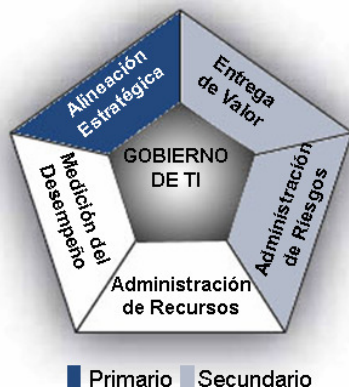 Alineación
Estratégica
Entrega
de Valor
GOBIERNO
DE TI
Medición del
Desempeño
Administración
de Riesgos
Administración
de Recursos
Primario
Secundario